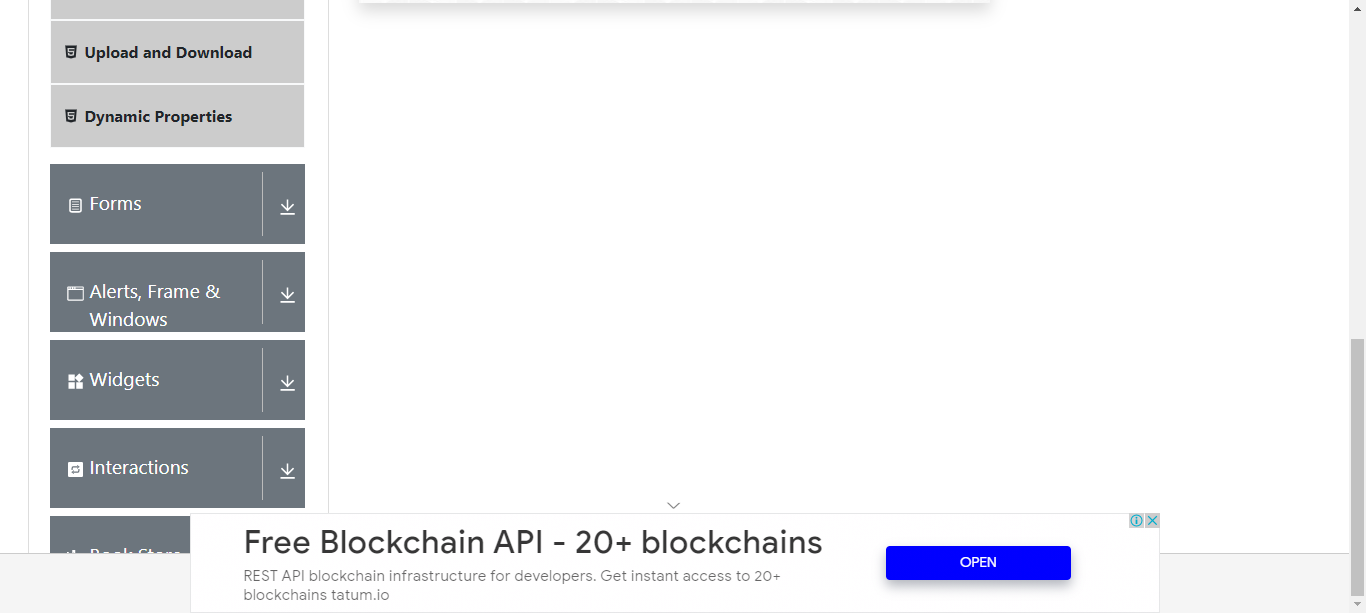 Upload and Download
Dynamic Properties
Forms
Alerts, Frame &
Windows
Widgets
Interactions
Book Store
Free Blockchain API - 20+ blockchains
REST API blockchain infrastructure for developers. Get instant access to 20+
blockchains tatum.io
OPEN